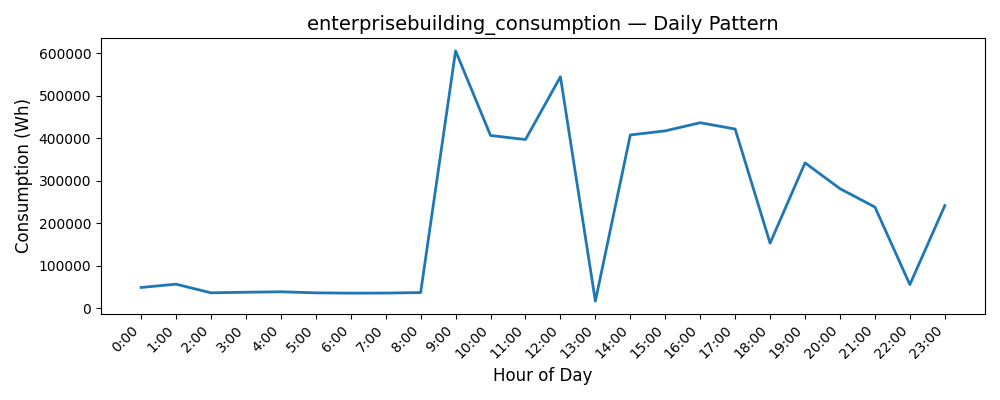 enterprisebuilding_consumption — Daily Pattern
Consumption (Wh)
600000
500000
400000
300000
200000
100000
0
0:00 1:00 2:00 3:00 4:00 5:00 6:00 7:00 8:00 9:00 10:00 11:00 12:00 13:00 14:00 15:00 16:00 17:00 18:00 19:00 20:00 21:00 22:00 23:00
Hour of Day